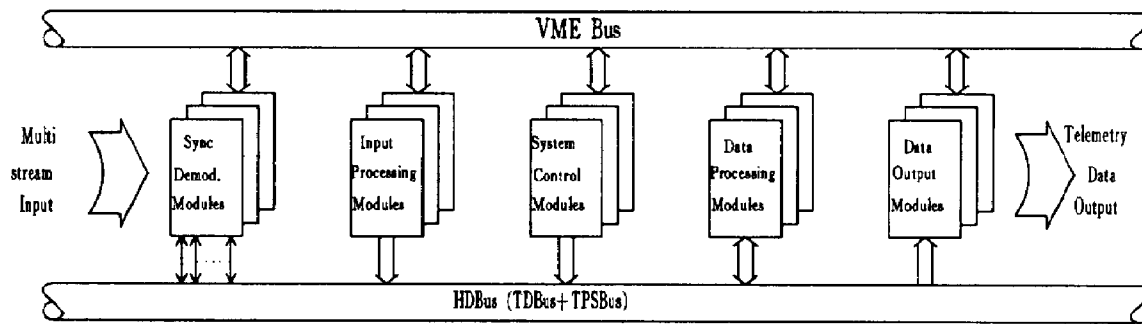 VME Bus
Multi
stream
Input
Sync
Demod.
Modules
Input
Processing
Modules
System
Control
Modules
Data
Processing
Modules
Data
Output
Modules
Telemetry
Data
Output
HDBus (TDBus+TPSBus)